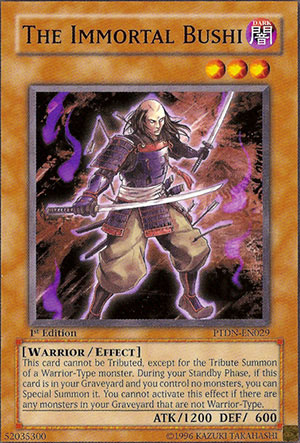 THE IMMORTAL BUSHI
DARK
闇
1st Edition
PTDN-EN029
[WARRIOR/EFFECT]
This card cannot be Tributed, except for the Tribute Summon
of a Warrior-Type monster. During your Standby Phase, if this
card is in your Graveyard and you control no monsters, you can
Special Summon it. You cannot activate this effect if there are
any monsters in your Graveyard that are not Warrior-Type.
ATK/1200 DEF/ 600
52035300
©1996 KAZUKI TAKAHASHI